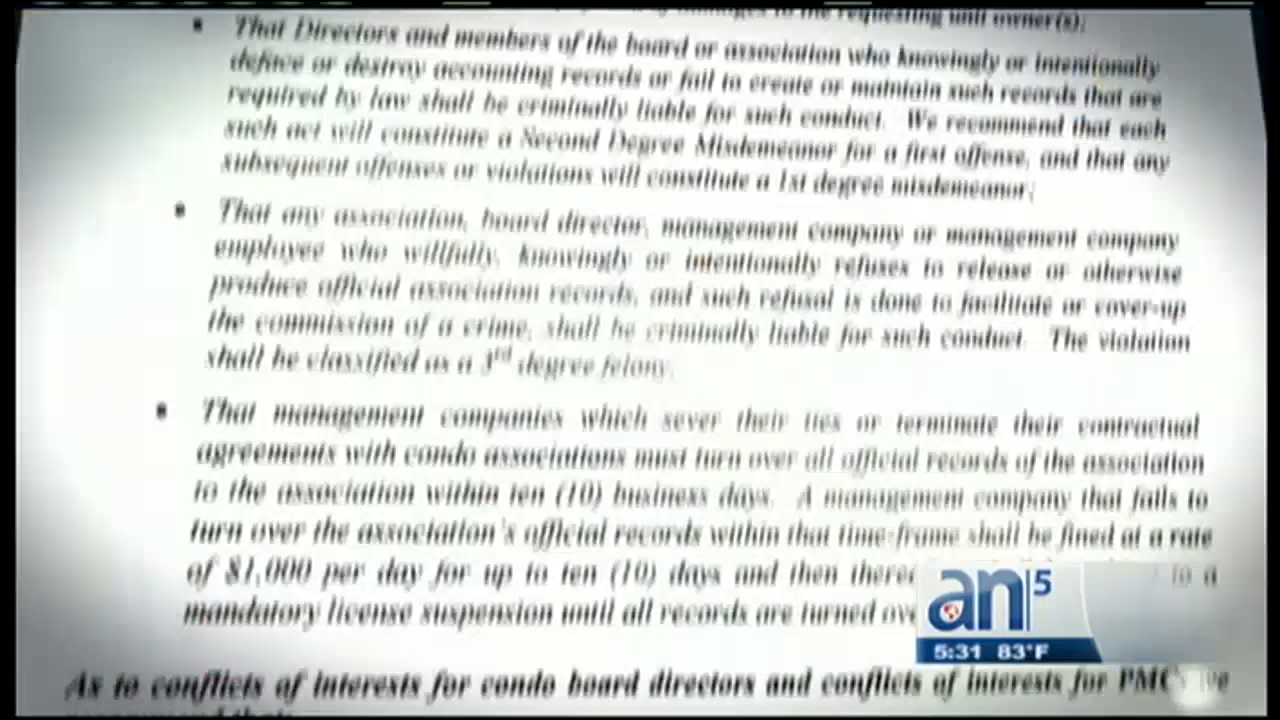 to the requesting unit owner(s);
• That Directors and members of the board or association who knowingly or intentionally
deface or destroy accounting records or fail to create or maintain such records that are
required by law shall be criminally liable for such conduct. We recommend that each
such act will constitute a Second Degree Misdemeanor for a first offense, and that any
subsequent offenses or violations will constitute a 1st degree misdemeanor;
• That any association, board director, management company or management company
employee who willfully, knowingly or intentionally refuses to release or otherwise
produce official association records, and such refusal is done to facilitate or cover-up
the commission of a crime, shall be criminally liable for such conduct. The violation
shall be classified as a 3rd degree felony.
• That management companies which sever their ties or terminate their contractual
agreements with condo associations must turn over all official records of the association
to the association within ten (10) business days. A management company that fails to
turn over the association's official records within that time-frame shall be fined at a rate
of $1,000 per day for up to ten (10) days and then to a
mandatory license suspension until all records are turned
As to conflicts of interests for condo board directors and conflicts of interests for
an 5
5:31 83°F